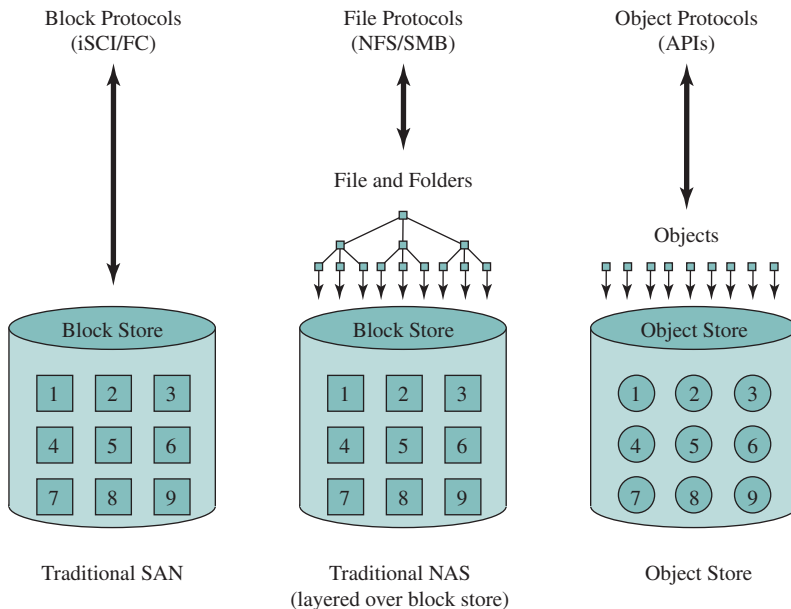 Block Protocols
(iSCI/FC)
File Protocols
(NFS/SMB)
Object Protocols
(APIs)
File and Folders
Objects
Block Store
Block Store
Object Store
1 2 3
4 5 6
7 8 9
1 2 3
4 5 6
7 8 9
1 2 3
4 5 6
7 8 9
Traditional SAN
Traditional NAS
(layered over block store)
Object Store